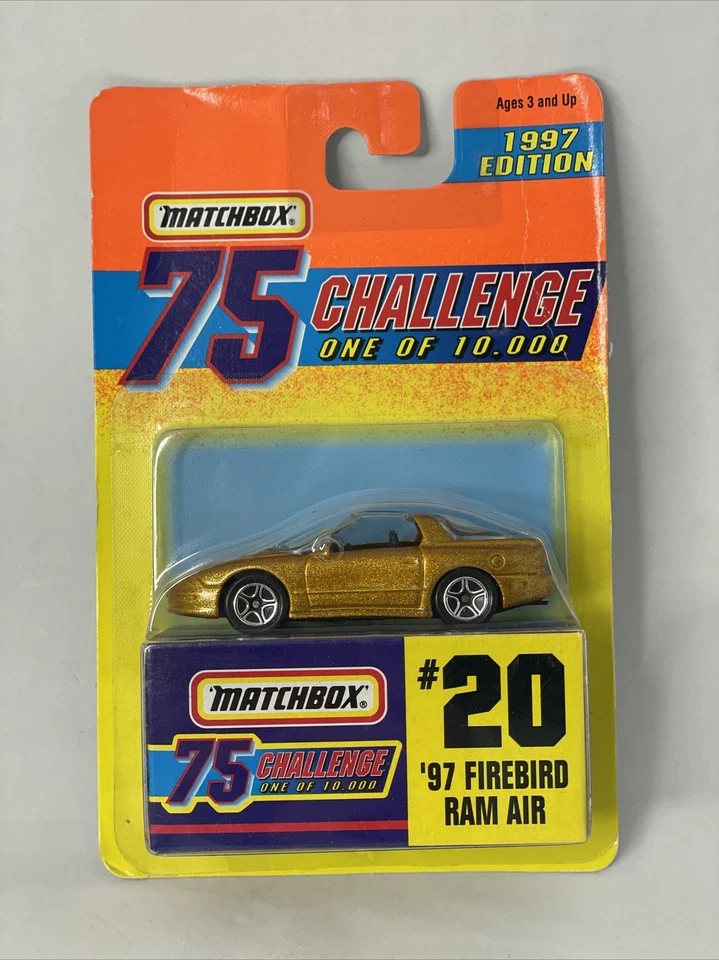 Ages 3 and Up
1997
EDITION
"MATCHBOX"®
75
CHALLENGE
ONE OF 10.000
"MATCHBOX"®
75
CHALLENGE
ONE OF 10.000
#20
'97 FIREBIRD
RAM AIR